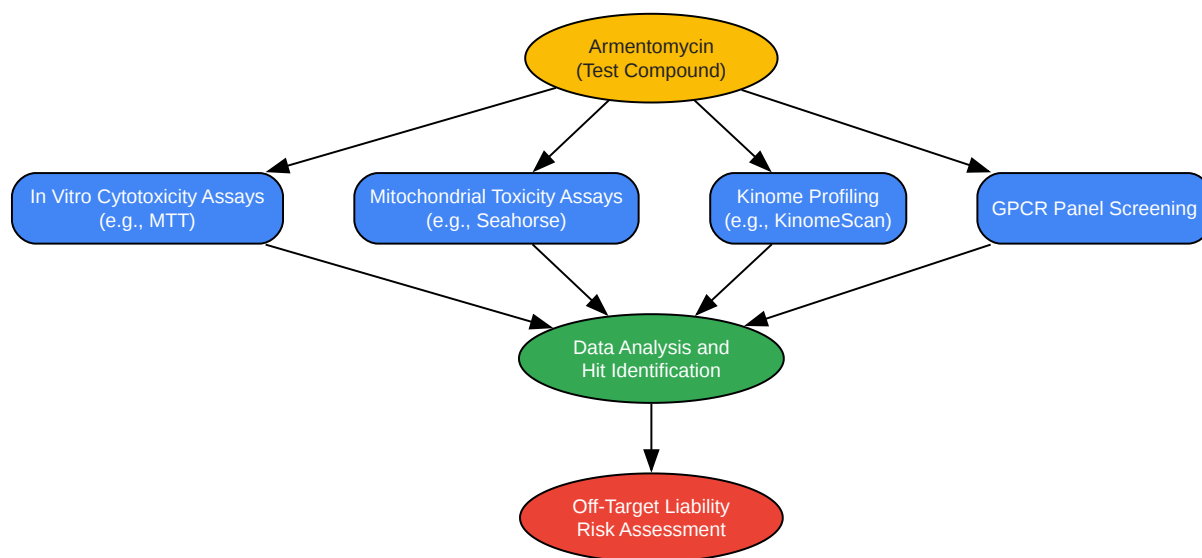 Armentomycin
(Test Compound)
In Vitro Cytotoxicity Assays
(e.g., MTT)
Mitochondrial Toxicity Assays
(e.g., Seahorse)
Kinome Profiling
(e.g., KinomeScan)
GPCR Panel Screening
Data Analysis and
Hit Identification
Off-Target Liability
Risk Assessment